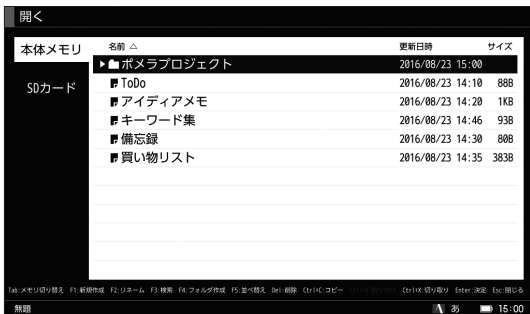 開く
本体メモリ
SDカード
名前 △ 更新日時 サイズ
▶ ポメラプロジェクト 2016/08/23 15:00
ToDo 2016/08/23 14:10 88B
アイディアメモ 2016/08/23 14:20 1KB
キーワード集 2016/08/23 14:46 93B
備忘録 2016/08/23 14:30 80B
買い物リスト 2016/08/23 14:35 383B
Tab:メモリ切り替え F1:新規作成 F2:リネーム F3:検索 F4:フォルダ作成 F5:並べ替え Del:削除 Ctrl+C:コピー Ctrl+X:切り取り Enter:決定 Esc:閉じる
無題 A あ 15:00